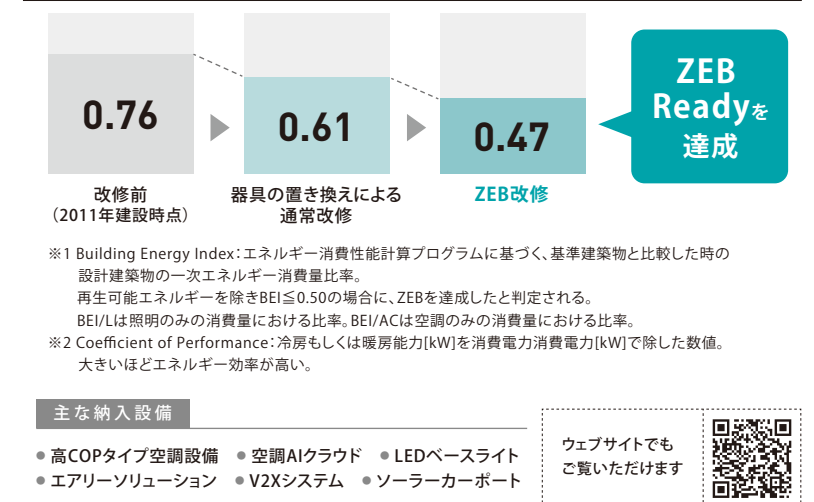 0.76
0.61
0.47
ZEB
Readyを
達成
改修前
（2011年建設時点）
器具の置き換えによる
通常改修
ZEB改修
※1 Building Energy Index：エネルギー消費性能計算プログラムに基づく、基準建築物と比較した時の
設計建築物の一次エネルギー消費量比率。
再生可能エネルギーを除きBEI≦0.50の場合に、ZEBを達成したと判定される。
BEI/Lは照明のみの消費量における比率。BEI/ACは空調のみの消費量における比率。
※2 Coefficient of Performance：冷房もしくは暖房能力[kW]を消費電力消費電力[kW]で除した数値。
大きいほどエネルギー効率が高い。
主な納入設備
● 高COPタイプ空調設備 ● 空調AIクラウド ● LEDベースライト
● エアリーソリューション ● V2Xシステム ● ソーラーカーポート
ウェブサイトでも
ご覧いただけます